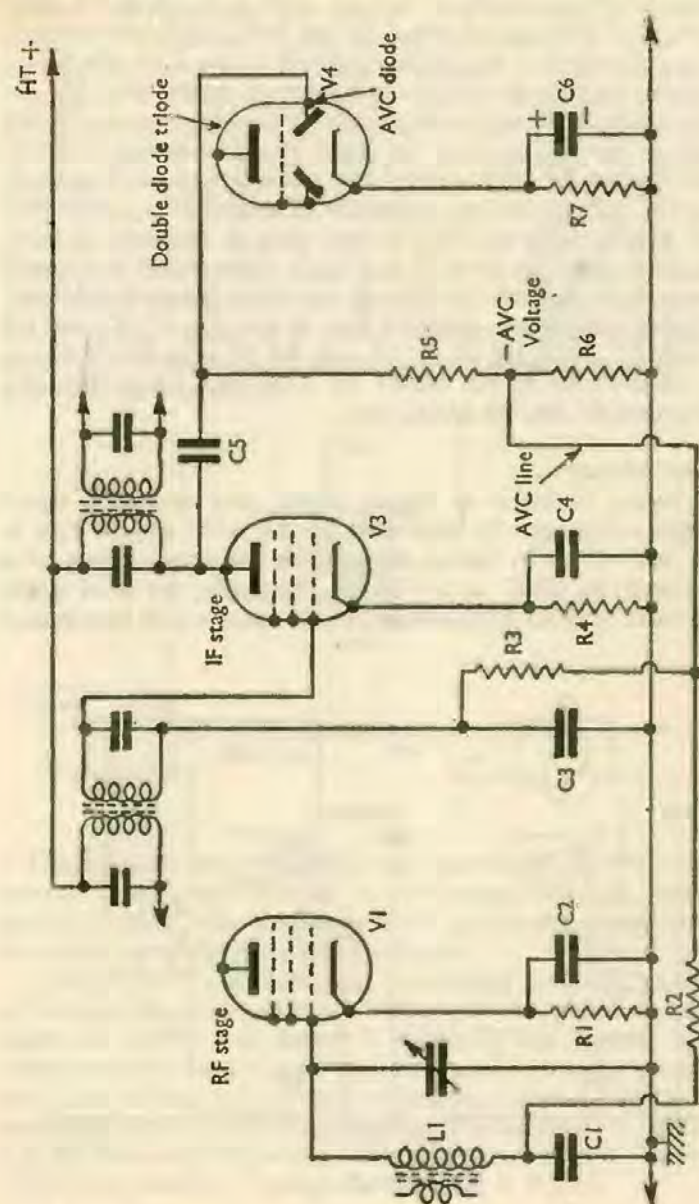 HT+
Double diode triode
V4
AVC diode
C6
+
−
R7
C5
R5
−AVC
Voltage
R6
AVC line
IF stage
V3
C4
R4
R3
C3
RF stage
V1
C2
R1
R2
L1
C1